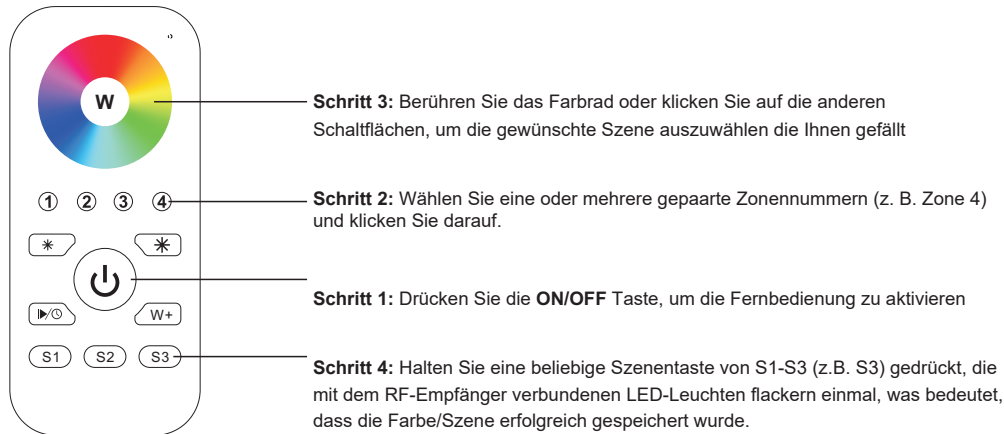 W
Schritt 3: Berühren Sie das Farbrad oder klicken Sie auf die anderen
Schaltflächen, um die gewünschte Szene auszuwählen die Ihnen gefällt
1 2 3 4
Schritt 2: Wählen Sie eine oder mehrere gepaarte Zonennummern (z. B. Zone 4)
und klicken Sie darauf.
Schritt 1: Drücken Sie die ON/OFF Taste, um die Fernbedienung zu aktivieren
W+
S1 S2 S3
Schritt 4: Halten Sie eine beliebige Szenentaste von S1-S3 (z.B. S3) gedrückt, die
mit dem RF-Empfänger verbundenen LED-Leuchten flackern einmal, was bedeutet,
dass die Farbe/Szene erfolgreich gespeichert wurde.